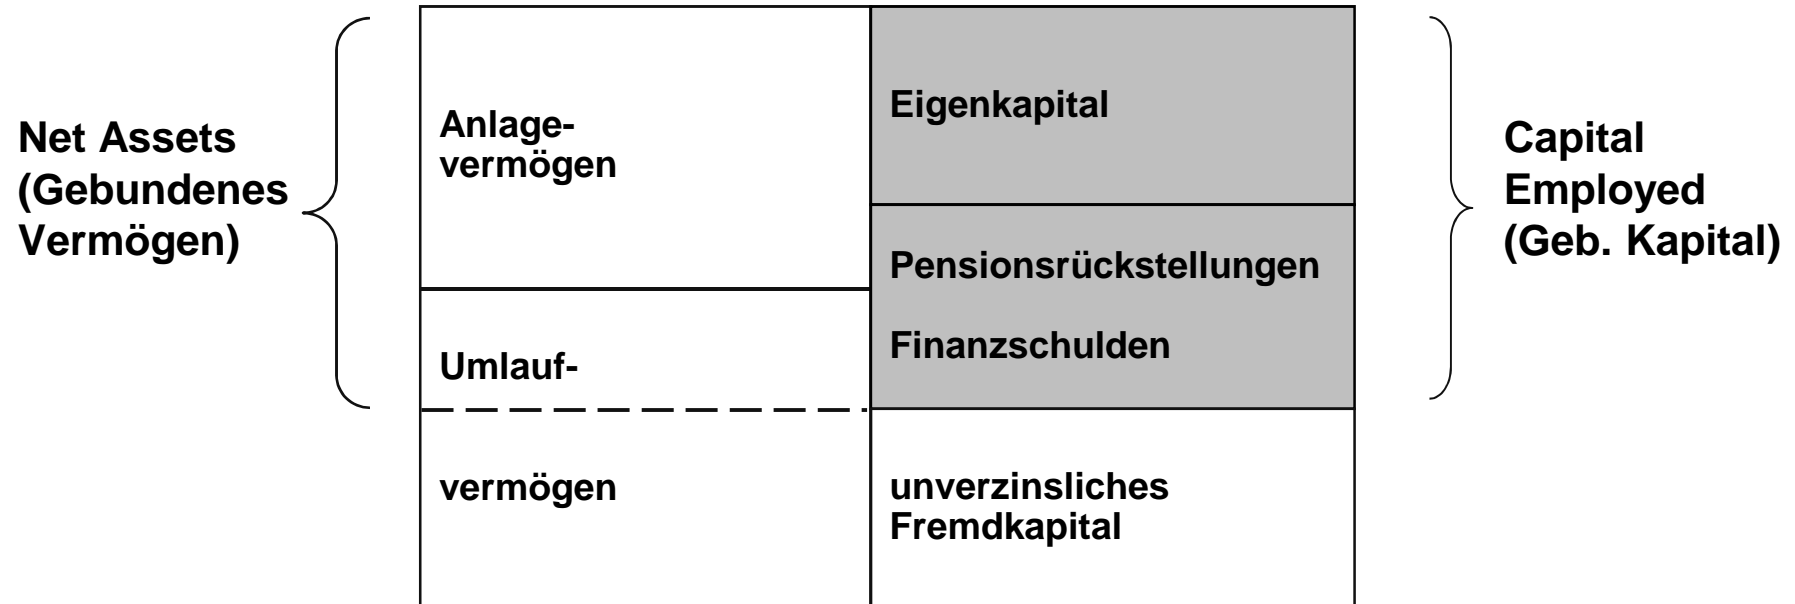 Net Assets
(Gebundenes
Vermögen)
Anlage-
vermögen
Umlauf-
vermögen
Eigenkapital
Pensionsrückstellungen
Finanzschulden
unverzinsliches
Fremdkapital
Capital
Employed
(Geb. Kapital)